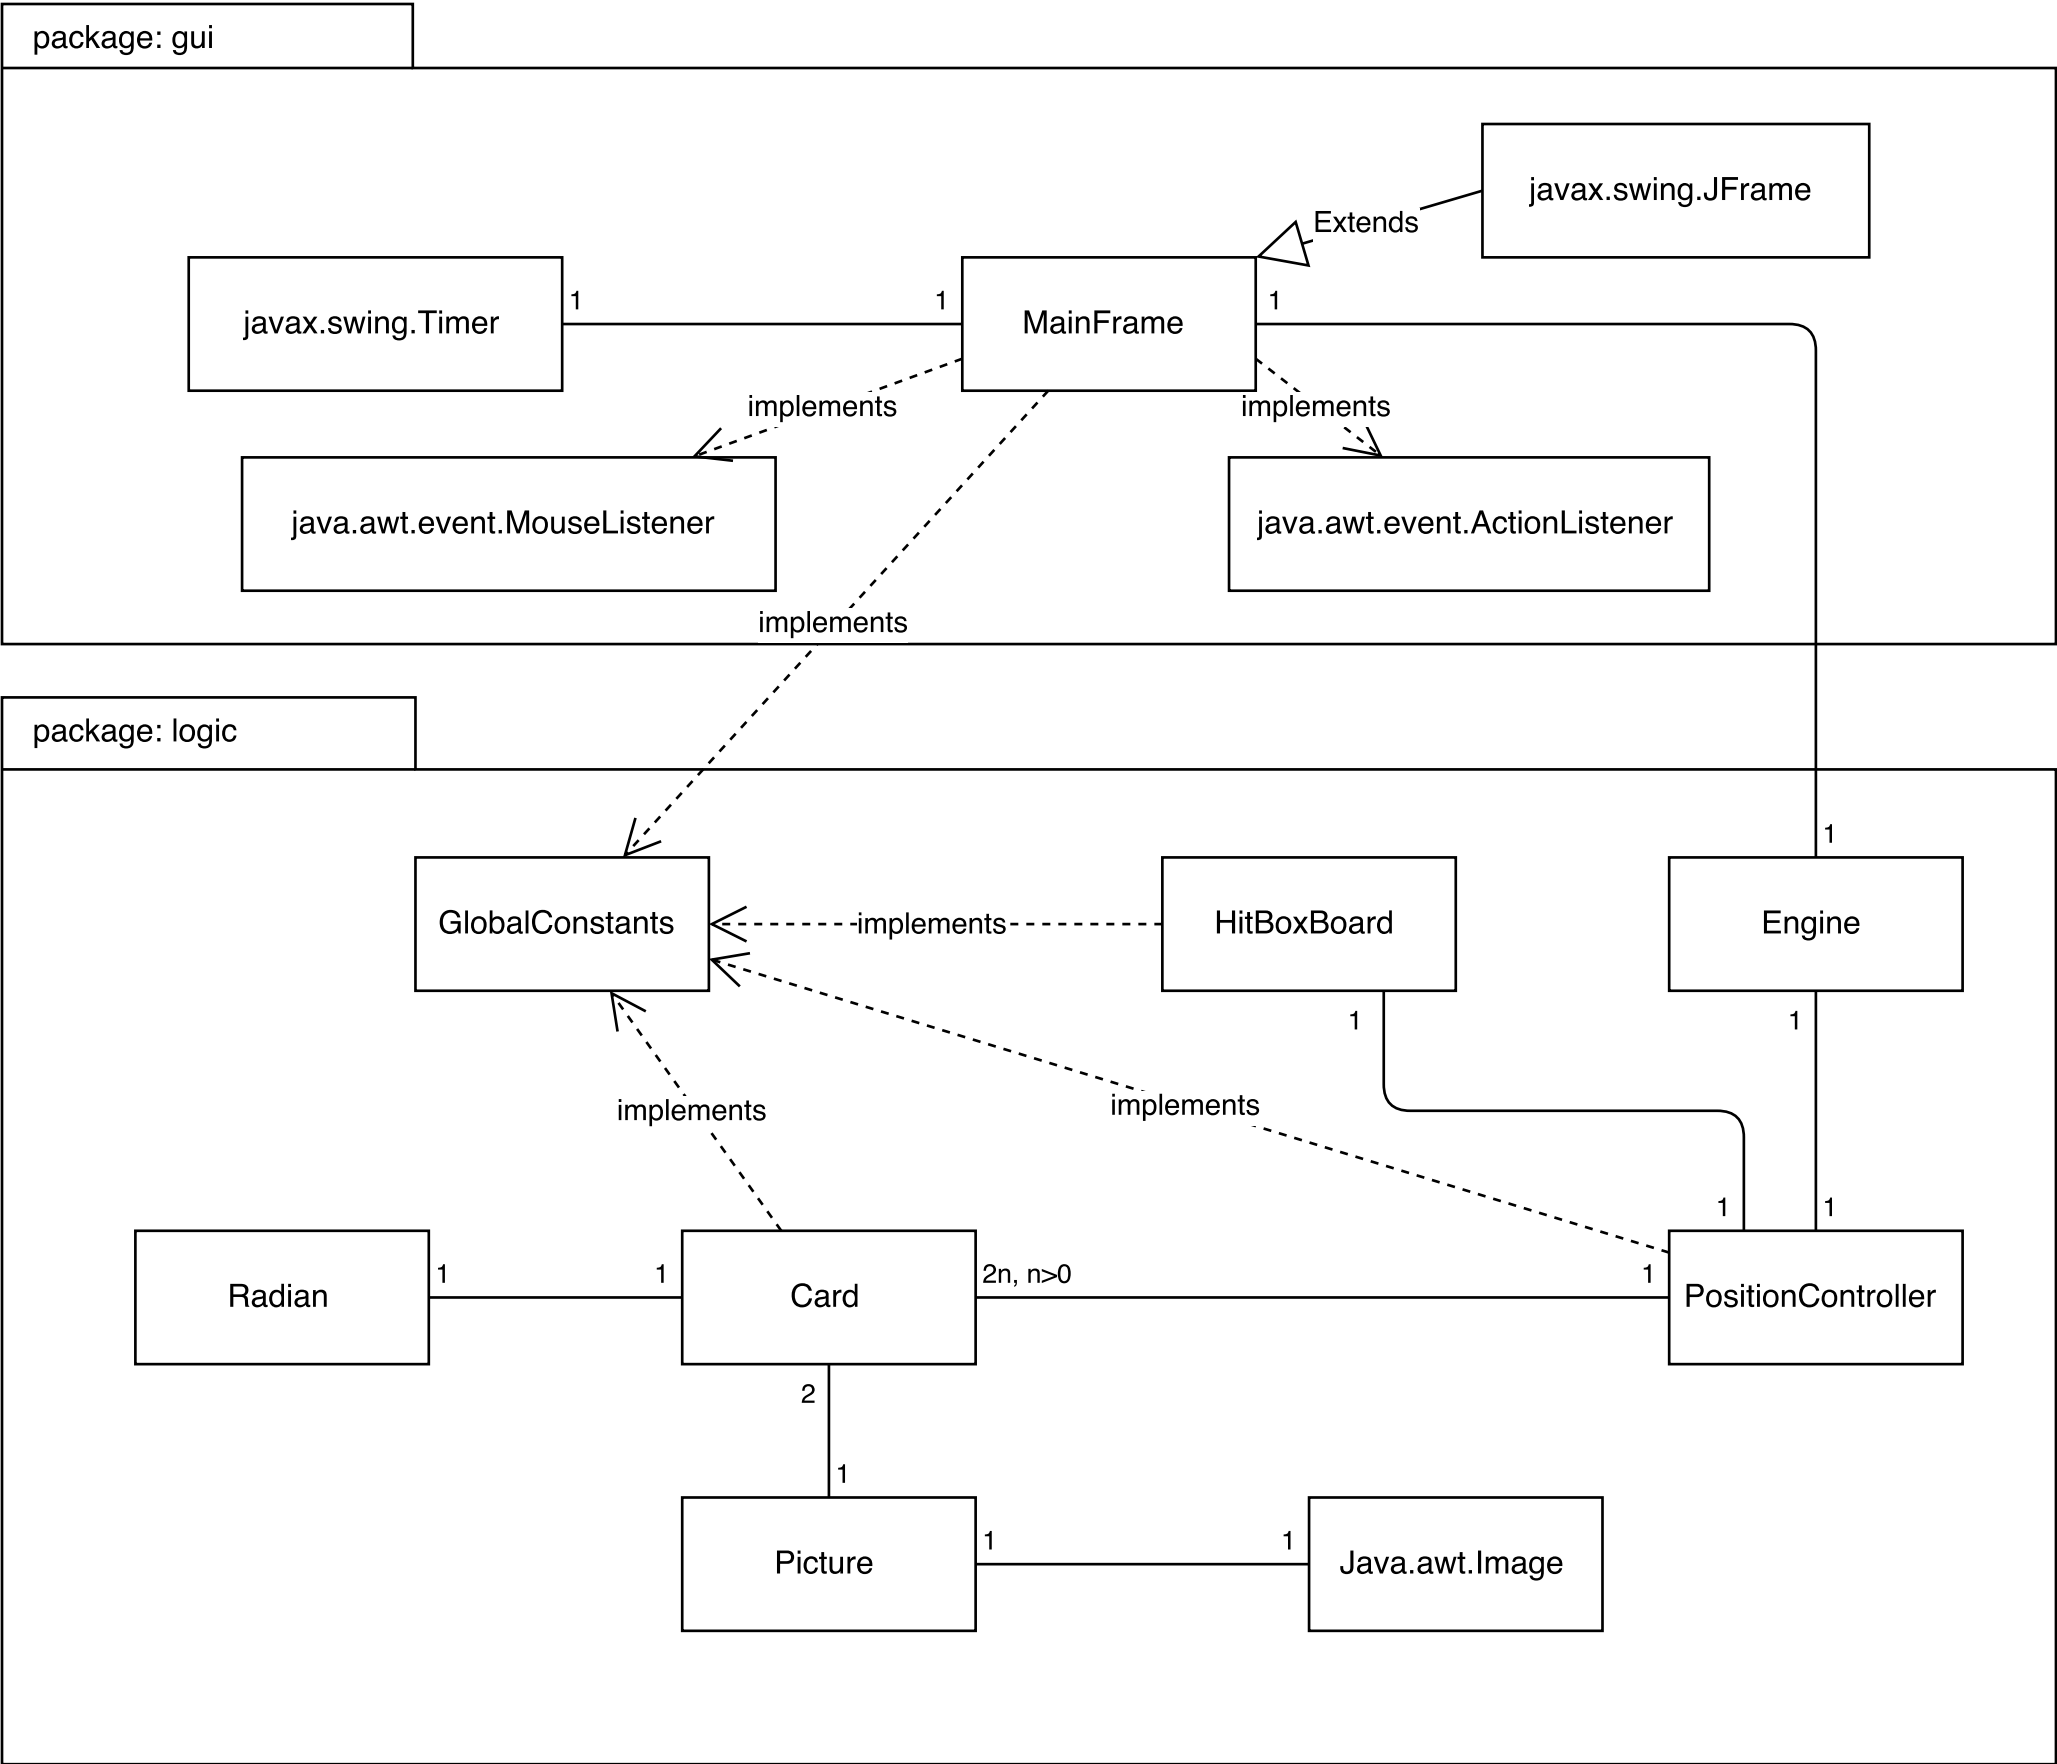 package: gui
javax.swing.JFrame
Extends
javax.swing.Timer
1
1
MainFrame
1
implements
implements
java.awt.event.MouseListener
java.awt.event.ActionListener
implements
package: logic
1
GlobalConstants
implements
HitBoxBoard
Engine
1
1
implements
implements
1
1
Radian
1
1
Card
2n, n>0
1
PositionController
2
1
Picture
1
1
Java.awt.Image